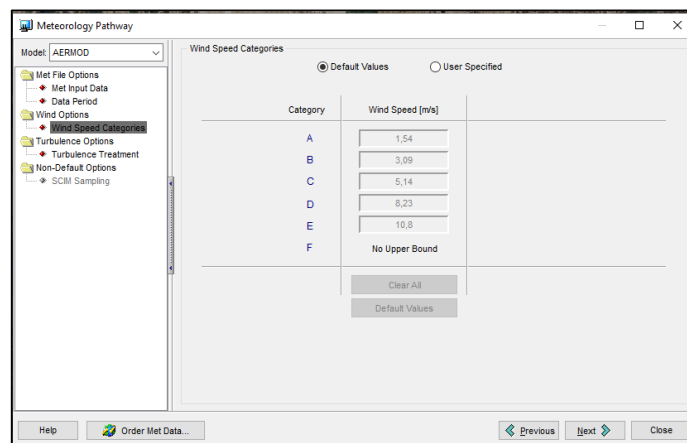 Meteorology Pathway
Model: AERMOD
Met File Options
Met Input Data
Data Period
Wind Options
Wind Speed Categories
Turbulence Options
Turbulence Treatment
Non-Default Options
SCIM Sampling
Wind Speed Categories
Default Values User Specified
Category Wind Speed [m/s]
A 1,54
B 3,09
C 5,14
D 8,23
E 10,8
F No Upper Bound
Clear All
Default Values
Help Order Met Data... Previous Next Close